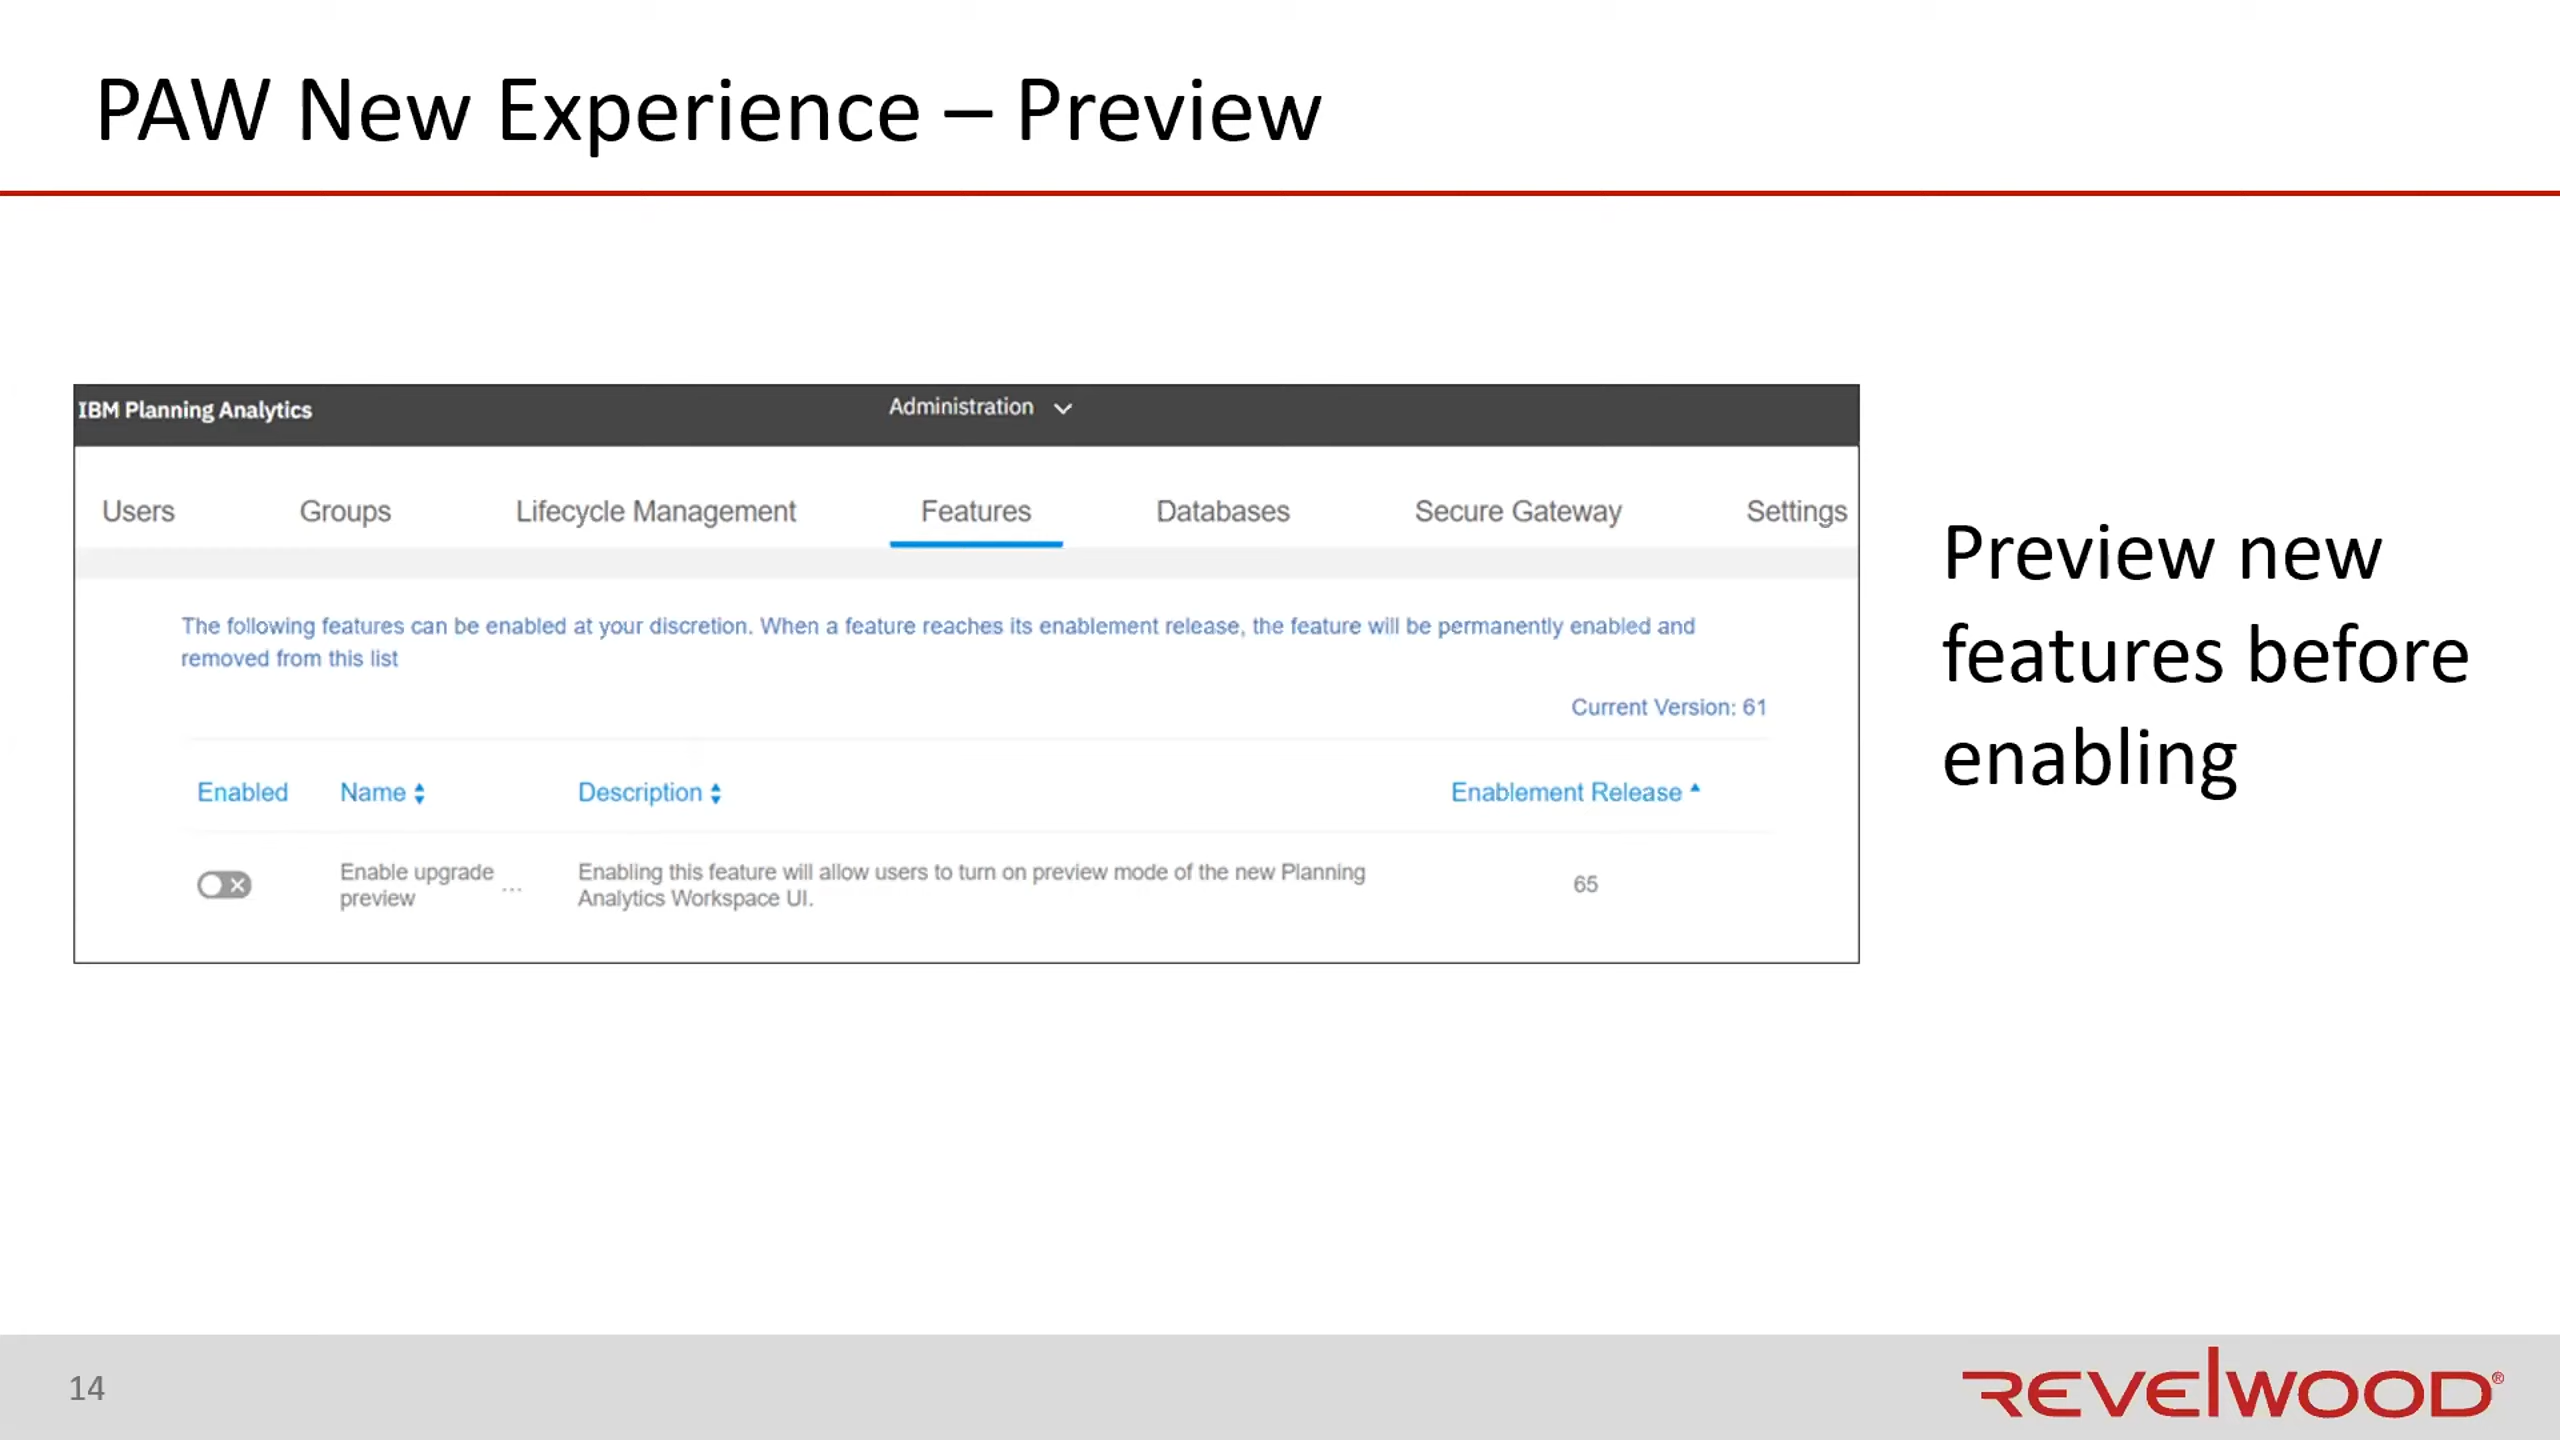 PAW New Experience – Preview
IBM Planning Analytics
Administration
Users Groups Lifecycle Management Features Databases Secure Gateway Settings
The following features can be enabled at your discretion. When a feature reaches its enablement release, the feature will be permanently enabled and
removed from this list
Current Version: 61
Enabled Name Description Enablement Release
Enable upgrade
preview
...
Enabling this feature will allow users to turn on preview mode of the new Planning
Analytics Workspace UI.
65
Preview new
features before
enabling
14
REVELWOOD®